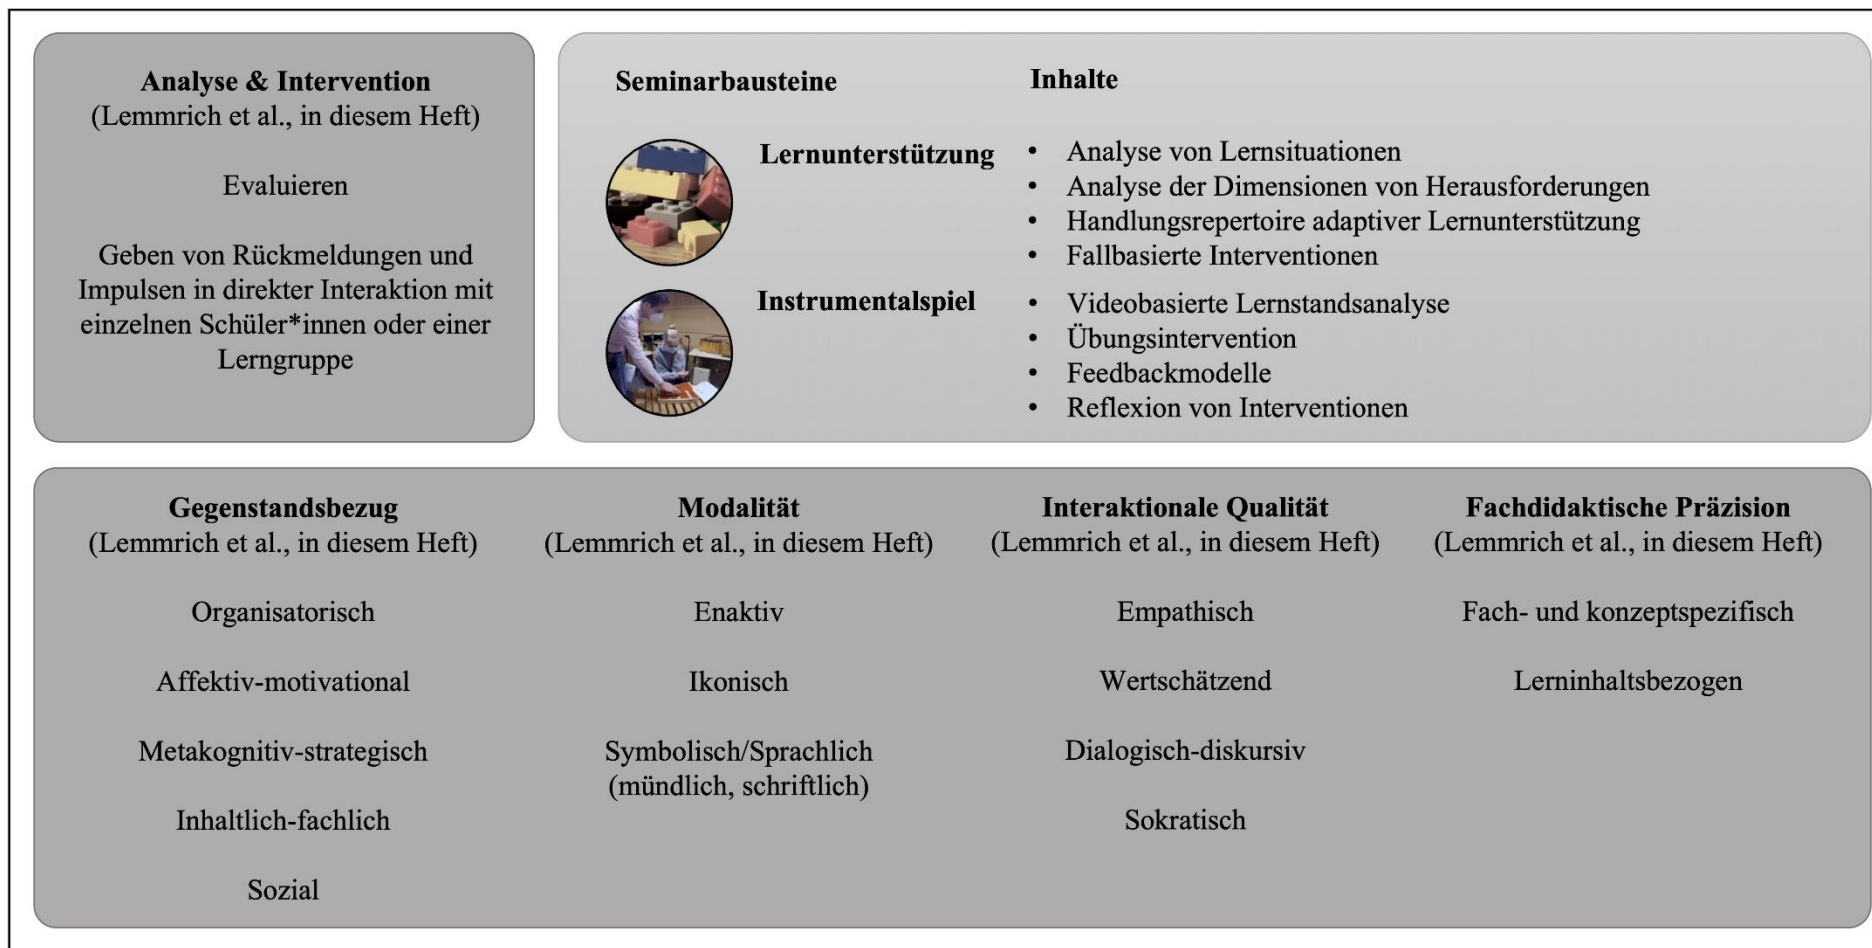 Analyse & Intervention
(Lemmrich et al., in diesem Heft)
Evaluieren
Geben von Rückmeldungen und
Impulsen in direkter Interaktion mit
einzelnen Schüler*innen oder einer
Lerngruppe
Seminarbausteine
Inhalte
Lernunterstützung
• Analyse von Lernsituationen
• Analyse der Dimensionen von Herausforderungen
• Handlungsrepertoire adaptiver Lernunterstützung
• Fallbasierte Interventionen
Instrumentalspiel
• Videobasierte Lernstandsanalyse
• Übungsintervention
• Feedbackmodelle
• Reflexion von Interventionen
Gegenstandsbezug
(Lemmrich et al., in diesem Heft)
Organisatorisch
Affektiv-motivational
Metakognitiv-strategisch
Inhaltlich-fachlich
Sozial
Modalität
(Lemmrich et al., in diesem Heft)
Enaktiv
Ikonisch
Symbolisch/Sprachlich
(mündlich, schriftlich)
Interaktionale Qualität
(Lemmrich et al., in diesem Heft)
Empathisch
Wertschätzend
Dialogisch-diskursiv
Sokratisch
Fachdidaktische Präzision
(Lemmrich et al., in diesem Heft)
Fach- und konzeptspezifisch
Lerninhaltsbezogen